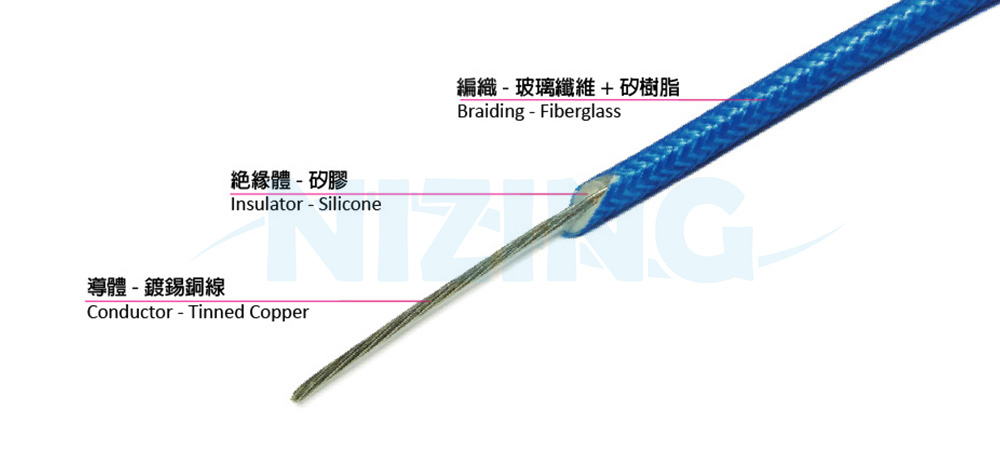 編織 - 玻璃纖維 + 矽樹脂
Braiding - Fiberglass
絕緣體 - 矽膠
Insulator - Silicone
NIZING
導體 - 鍍錫銅線
Conductor - Tinned Copper